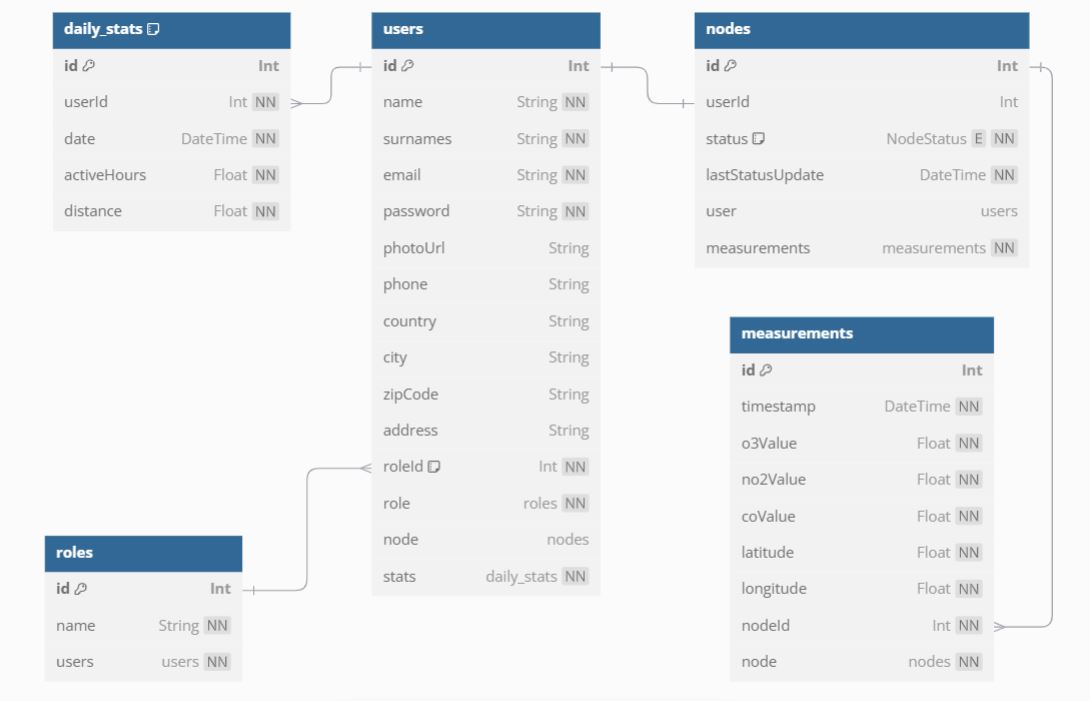 daily_stats
id Int
userId Int NN
date DateTime NN
activeHours Float NN
distance Float NN
users
id Int
name String NN
surnames String NN
email String NN
password String NN
photoUrl String
phone String
country String
city String
zipCode String
address String
roleId Int NN
role roles NN
node nodes
stats daily_stats NN
nodes
id Int
userId Int
status NodeStatus E NN
lastStatusUpdate DateTime NN
user users
measurements measurements NN
measurements
id Int
timestamp DateTime NN
o3Value Float NN
no2Value Float NN
coValue Float NN
latitude Float NN
longitude Float NN
nodeId Int NN
node nodes NN
roles
id Int
name String NN
users users NN